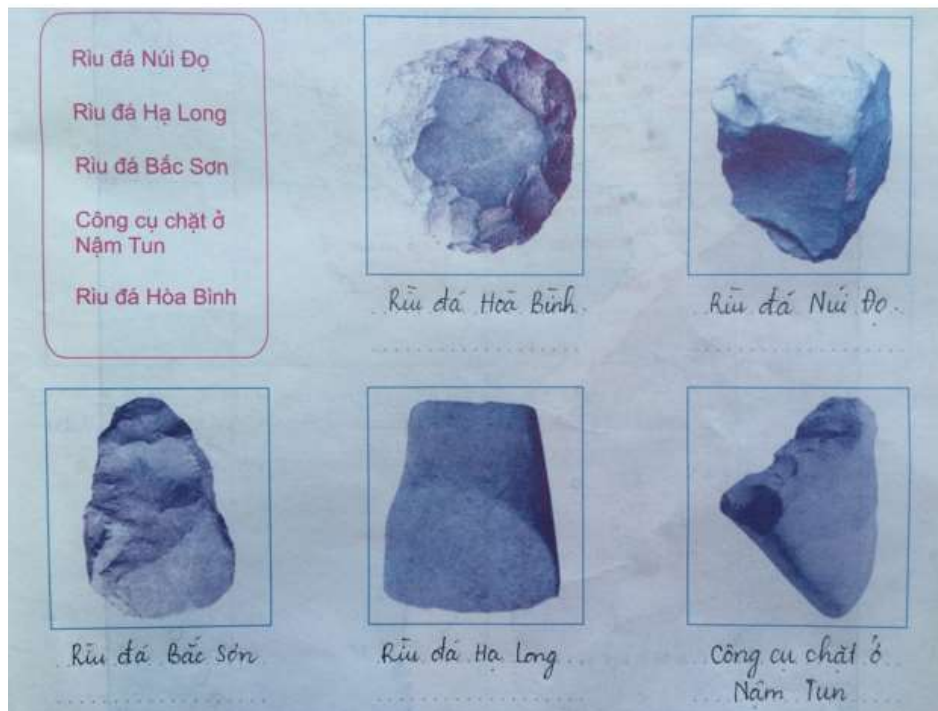 Rìu đá Núi Đọ
Rìu đá Hạ Long
Rìu đá Bắc Sơn
Công cụ chặt ở
Nậm Tun
Rìu đá Hòa Bình
Rìu đá Hoà Bình
Rìu đá Núi Đọ
Rìu đá Bắc Sơn
Rìu đá Hạ Long
Công cụ chặt ở
Nậm Tun